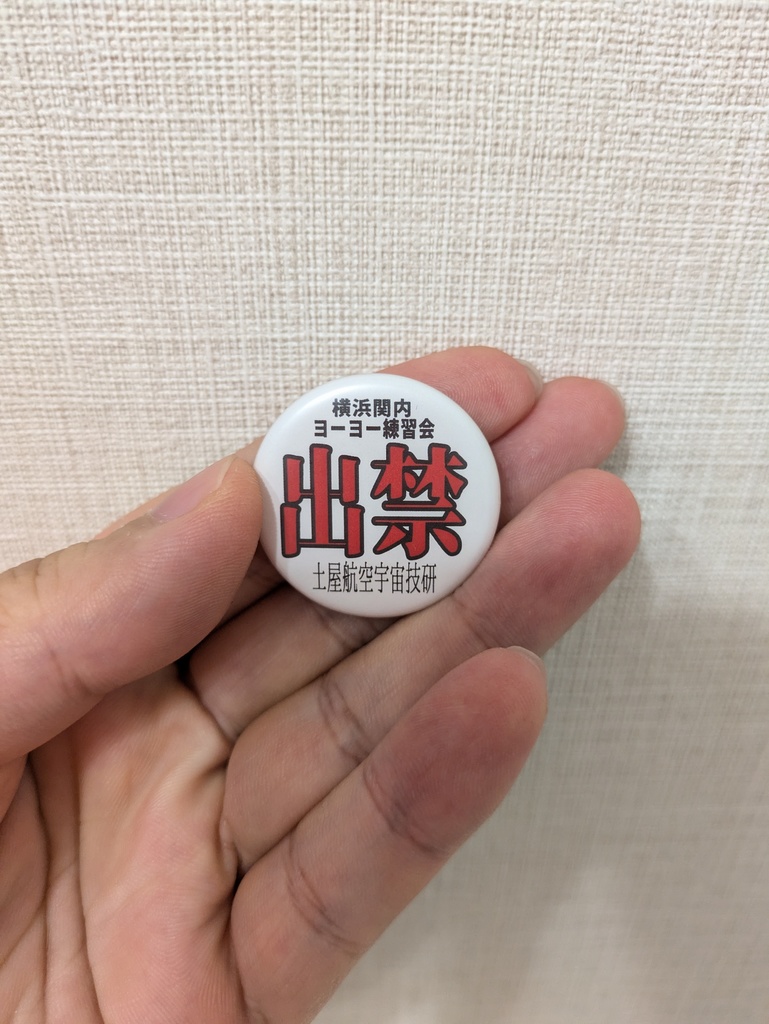 横浜関内
ヨーヨー練習会
出禁
土屋航空宇宙技研